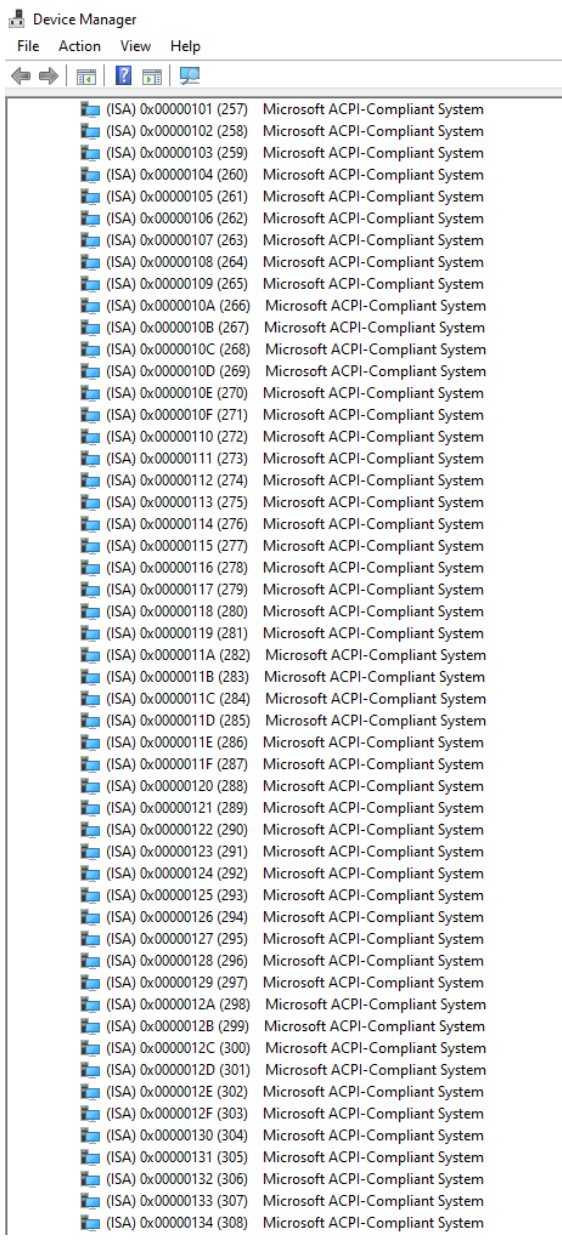 Device Manager
File Action View Help
(ISA) 0x00000101 (257) Microsoft ACPI-Compliant System
(ISA) 0x00000102 (258) Microsoft ACPI-Compliant System
(ISA) 0x00000103 (259) Microsoft ACPI-Compliant System
(ISA) 0x00000104 (260) Microsoft ACPI-Compliant System
(ISA) 0x00000105 (261) Microsoft ACPI-Compliant System
(ISA) 0x00000106 (262) Microsoft ACPI-Compliant System
(ISA) 0x00000107 (263) Microsoft ACPI-Compliant System
(ISA) 0x00000108 (264) Microsoft ACPI-Compliant System
(ISA) 0x00000109 (265) Microsoft ACPI-Compliant System
(ISA) 0x0000010A (266) Microsoft ACPI-Compliant System
(ISA) 0x0000010B (267) Microsoft ACPI-Compliant System
(ISA) 0x0000010C (268) Microsoft ACPI-Compliant System
(ISA) 0x0000010D (269) Microsoft ACPI-Compliant System
(ISA) 0x0000010E (270) Microsoft ACPI-Compliant System
(ISA) 0x0000010F (271) Microsoft ACPI-Compliant System
(ISA) 0x00000110 (272) Microsoft ACPI-Compliant System
(ISA) 0x00000111 (273) Microsoft ACPI-Compliant System
(ISA) 0x00000112 (274) Microsoft ACPI-Compliant System
(ISA) 0x00000113 (275) Microsoft ACPI-Compliant System
(ISA) 0x00000114 (276) Microsoft ACPI-Compliant System
(ISA) 0x00000115 (277) Microsoft ACPI-Compliant System
(ISA) 0x00000116 (278) Microsoft ACPI-Compliant System
(ISA) 0x00000117 (279) Microsoft ACPI-Compliant System
(ISA) 0x00000118 (280) Microsoft ACPI-Compliant System
(ISA) 0x00000119 (281) Microsoft ACPI-Compliant System
(ISA) 0x0000011A (282) Microsoft ACPI-Compliant System
(ISA) 0x0000011B (283) Microsoft ACPI-Compliant System
(ISA) 0x0000011C (284) Microsoft ACPI-Compliant System
(ISA) 0x0000011D (285) Microsoft ACPI-Compliant System
(ISA) 0x0000011E (286) Microsoft ACPI-Compliant System
(ISA) 0x0000011F (287) Microsoft ACPI-Compliant System
(ISA) 0x00000120 (288) Microsoft ACPI-Compliant System
(ISA) 0x00000121 (289) Microsoft ACPI-Compliant System
(ISA) 0x00000122 (290) Microsoft ACPI-Compliant System
(ISA) 0x00000123 (291) Microsoft ACPI-Compliant System
(ISA) 0x00000124 (292) Microsoft ACPI-Compliant System
(ISA) 0x00000125 (293) Microsoft ACPI-Compliant System
(ISA) 0x00000126 (294) Microsoft ACPI-Compliant System
(ISA) 0x00000127 (295) Microsoft ACPI-Compliant System
(ISA) 0x00000128 (296) Microsoft ACPI-Compliant System
(ISA) 0x00000129 (297) Microsoft ACPI-Compliant System
(ISA) 0x0000012A (298) Microsoft ACPI-Compliant System
(ISA) 0x0000012B (299) Microsoft ACPI-Compliant System
(ISA) 0x0000012C (300) Microsoft ACPI-Compliant System
(ISA) 0x0000012D (301) Microsoft ACPI-Compliant System
(ISA) 0x0000012E (302) Microsoft ACPI-Compliant System
(ISA) 0x0000012F (303) Microsoft ACPI-Compliant System
(ISA) 0x00000130 (304) Microsoft ACPI-Compliant System
(ISA) 0x00000131 (305) Microsoft ACPI-Compliant System
(ISA) 0x00000132 (306) Microsoft ACPI-Compliant System
(ISA) 0x00000133 (307) Microsoft ACPI-Compliant System
(ISA) 0x00000134 (308) Microsoft ACPI-Compliant System